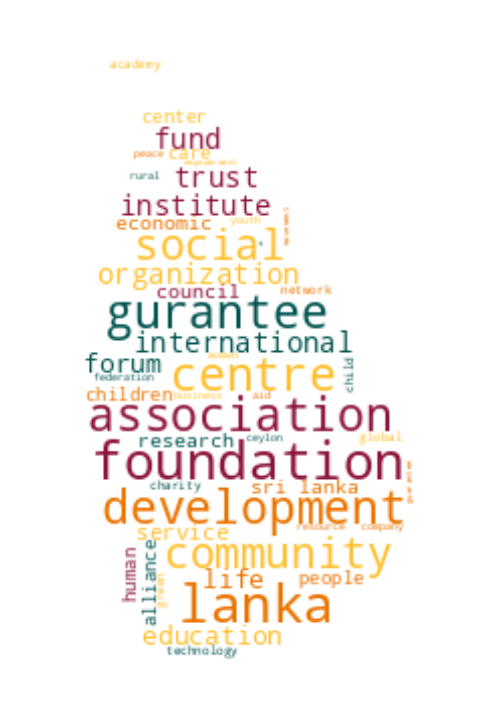 academy
center
fund
peace care
empowerment
rural trust
institute
economic youth
social
organization
council network
gurantee
international
women
forum centre
federation child
children business aid
association
research ceylon global
foundation
charity sri lanka
guarantee
development
resource company
service
community
human alliance green life people
lanka
education
technology